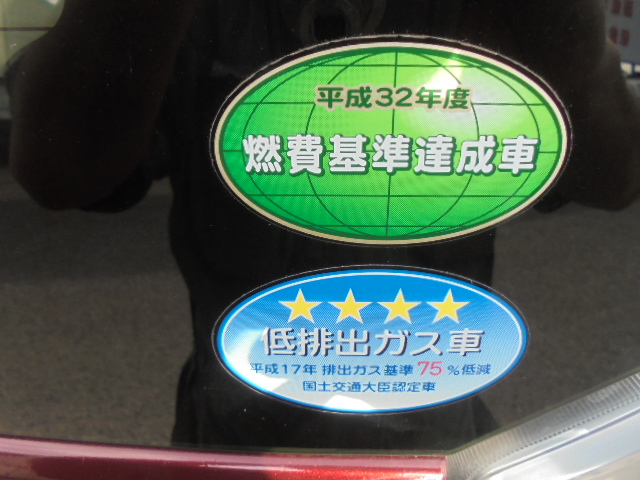 平成32年度
燃費基準達成車
★★★★
低排出ガス車
平成17年 排出ガス基準75%低減
国土交通大臣認定車